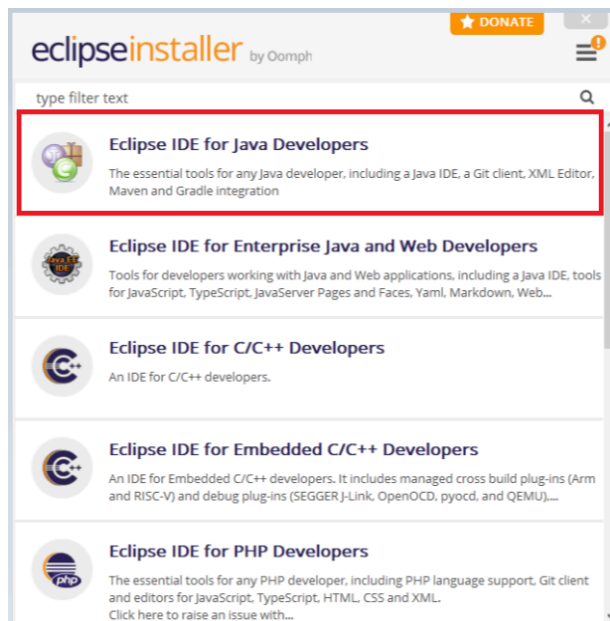 DONATE
eclipseinstaller by Oomph
type filter text
Eclipse IDE for Java Developers
The essential tools for any Java developer, including a Java IDE, a Git client, XML Editor,
Maven and Gradle integration
Java EE
IDE
Eclipse IDE for Enterprise Java and Web Developers
Tools for developers working with Java and Web applications, including a Java IDE, tools
for JavaScript, TypeScript, JavaServer Pages and Faces, Yaml, Markdown, Web...
C++
Eclipse IDE for C/C++ Developers
An IDE for C/C++ developers.
C++
Eclipse IDE for Embedded C/C++ Developers
An IDE for Embedded C/C++ developers. It includes managed cross build plug-ins (Arm
and RISC-V) and debug plug-ins (SEGGER J-Link, OpenOCD, pyocd, and QEMU),...
php
Eclipse IDE for PHP Developers
The essential tools for any PHP developer, including PHP language support, Git client
and editors for JavaScript, TypeScript, HTML, CSS and XML.
Click here to raise an issue with...